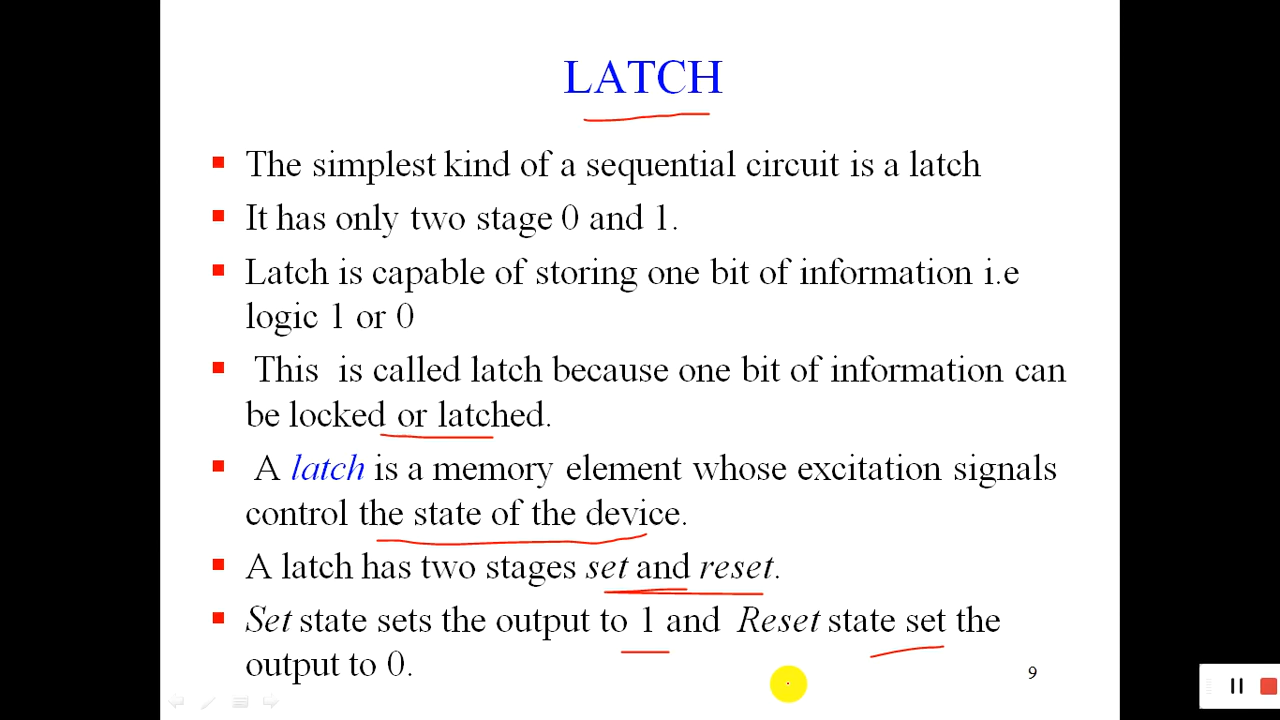 LATCH
The simplest kind of a sequential circuit is a latch
It has only two stage 0 and 1.
Latch is capable of storing one bit of information i.e
logic 1 or 0
This is called latch because one bit of information can
be locked or latched.
A latch is a memory element whose excitation signals
control the state of the device.
A latch has two stages set and reset.
Set state sets the output to 1 and Reset state set the
output to 0.
9